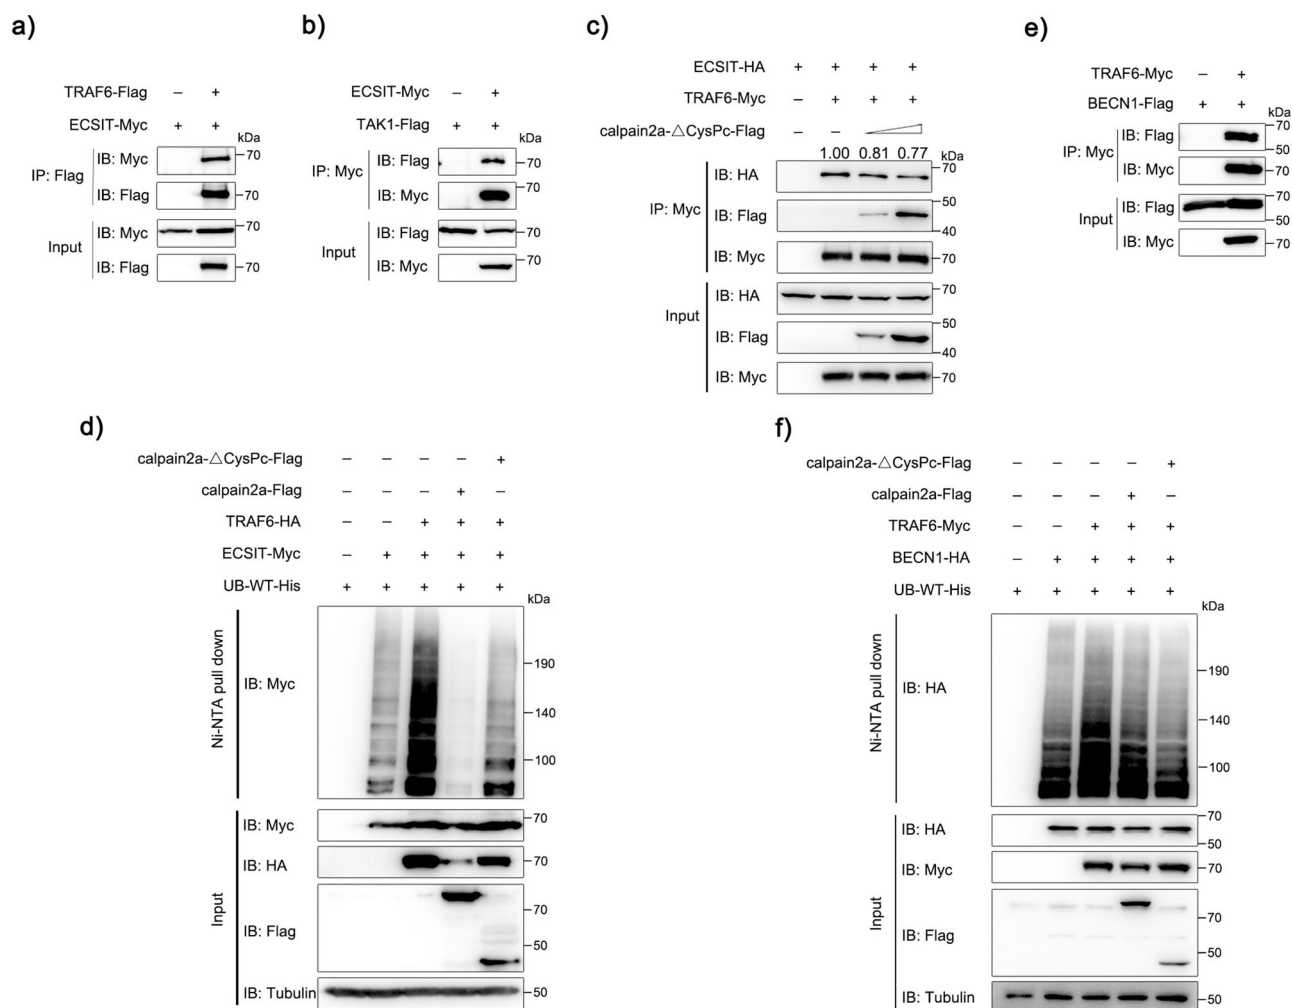 a)
TRAF6-Flag – +
ECSIT-Myc + +
kDa
IP: Flag
IB: Myc 70
IB: Flag 70
Input
IB: Myc 70
IB: Flag 70
b)
ECSIT-Myc – +
TAK1-Flag + +
kDa
IP: Myc
IB: Flag 70
IB: Myc 70
Input
IB: Flag 70
IB: Myc 70
c)
ECSIT-HA + + + +
TRAF6-Myc – + + +
calpain2a-△CysPc-Flag – –
1.00 0.81 0.77 kDa
IP: Myc
IB: HA 70
IB: Flag 50 40
IB: Myc 70
Input
IB: HA 70
IB: Flag 50 40
IB: Myc 70
e)
TRAF6-Myc – +
BECN1-Flag + +
kDa
IP: Myc
IB: Flag 70 50
IB: Myc 70
Input
IB: Flag 70 50
IB: Myc 70
d)
calpain2a-△CysPc-Flag – – – – +
calpain2a-Flag – – – + –
TRAF6-HA – – + + +
ECSIT-Myc – + + + +
UB-WT-His + + + + +
kDa
Ni-NTA pull down
IB: Myc
190
140
100
Input
IB: Myc 70
IB: HA 70
IB: Flag 70 50
IB: Tubulin 50
f)
calpain2a-△CysPc-Flag – – – – +
calpain2a-Flag – – – + –
TRAF6-Myc – – + + +
BECN1-HA – + + + +
UB-WT-His + + + + +
kDa
Ni-NTA pull down
IB: HA
190
140
100
Input
IB: HA 70 50
IB: Myc 70
IB: Flag 70 50
IB: Tubulin 50